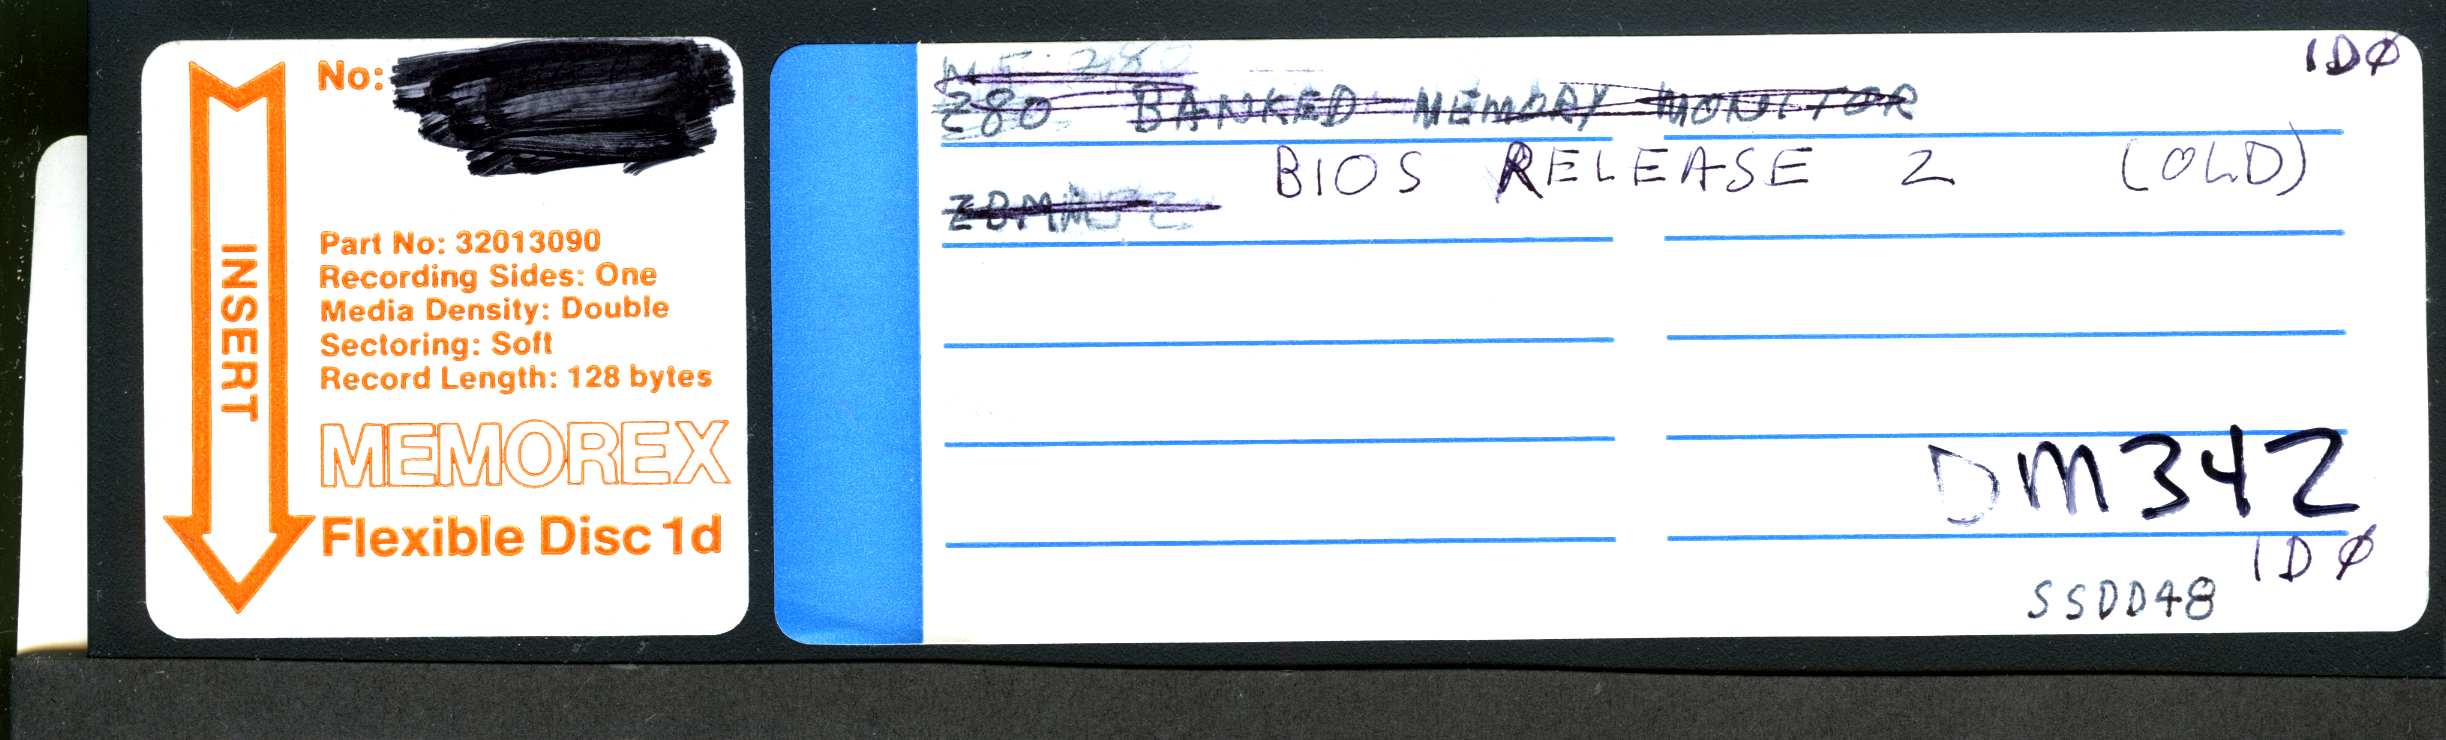 No:
INSERT
Part No: 32013090
Recording Sides: One
Media Density: Double
Sectoring: Soft
Record Length: 128 bytes
MEMOREX
Flexible Disc 1d
1DØ
Z80 BANKED MEMORY MONITOR
BIOS RELEASE 2 (OLD)
DM342
1DØ
SSDD48